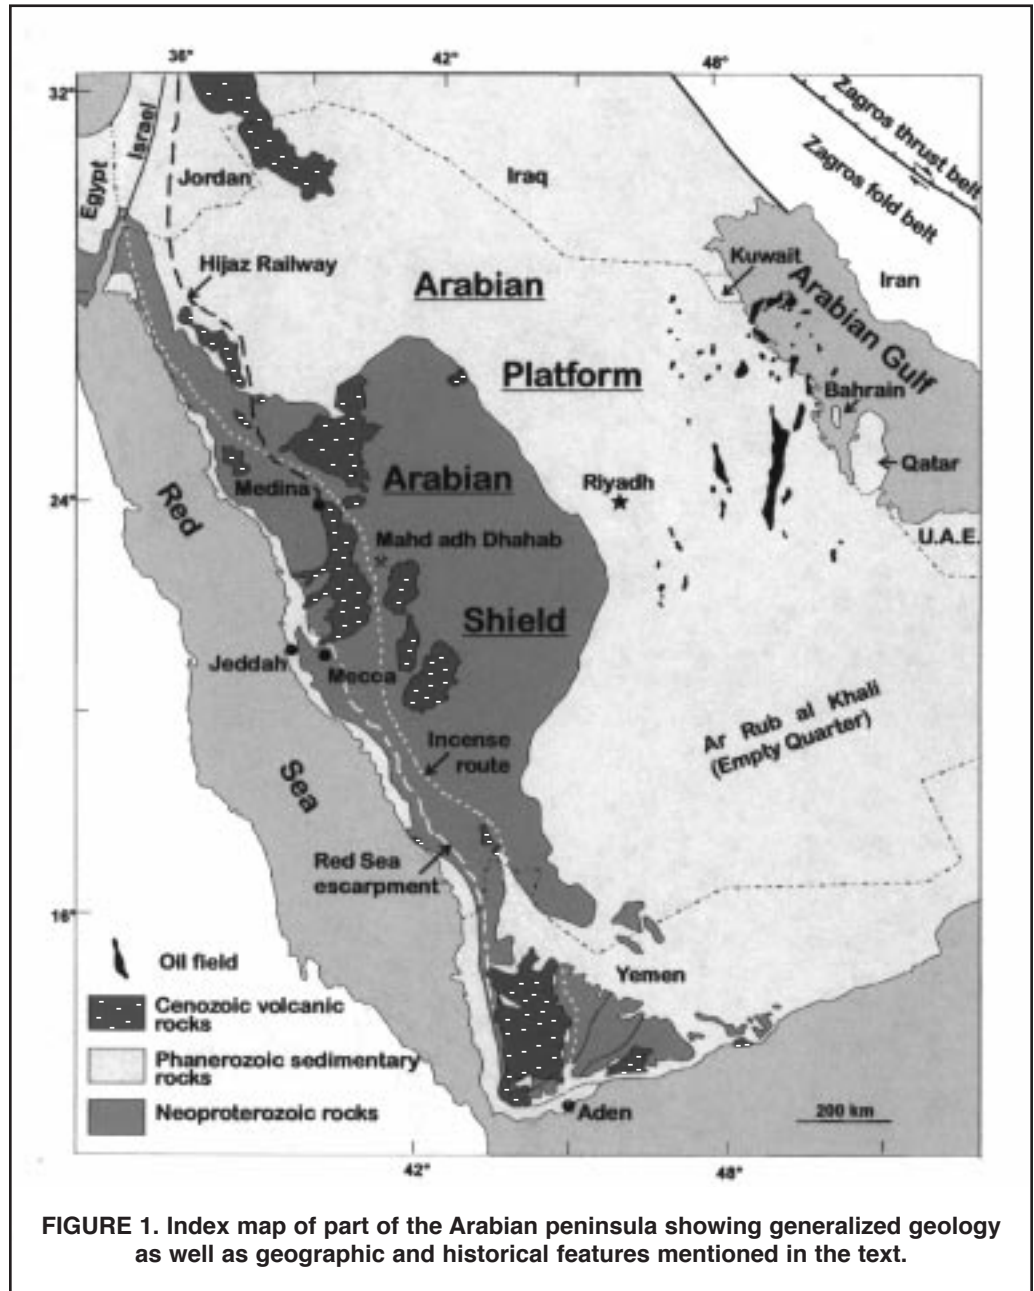 36° 42° 48°
32°
Zagros thrust belt
Zagros fold belt
Israel
Egypt
Jordan
Iraq
Iran
Hijaz Railway
Kuwait
Arabian
Arabian Gulf
Platform
Bahrain
Arabian
Riyadh
Qatar
Medina
Red
24°
U.A.E.
Mahd adh Dhahab
Shield
Jeddah
Mecca
Ar Rub al Khali
(Empty Quarter)
Incense
route
Sea
Red Sea
escarpment
16°
Oil field
Yemen
Cenozoic volcanic
rocks
Phanerozoic sedimentary
rocks
Neoproterozoic rocks
Aden
200 km
42° 48°
FIGURE 1. Index map of part of the Arabian peninsula showing generalized geology
as well as geographic and historical features mentioned in the text.